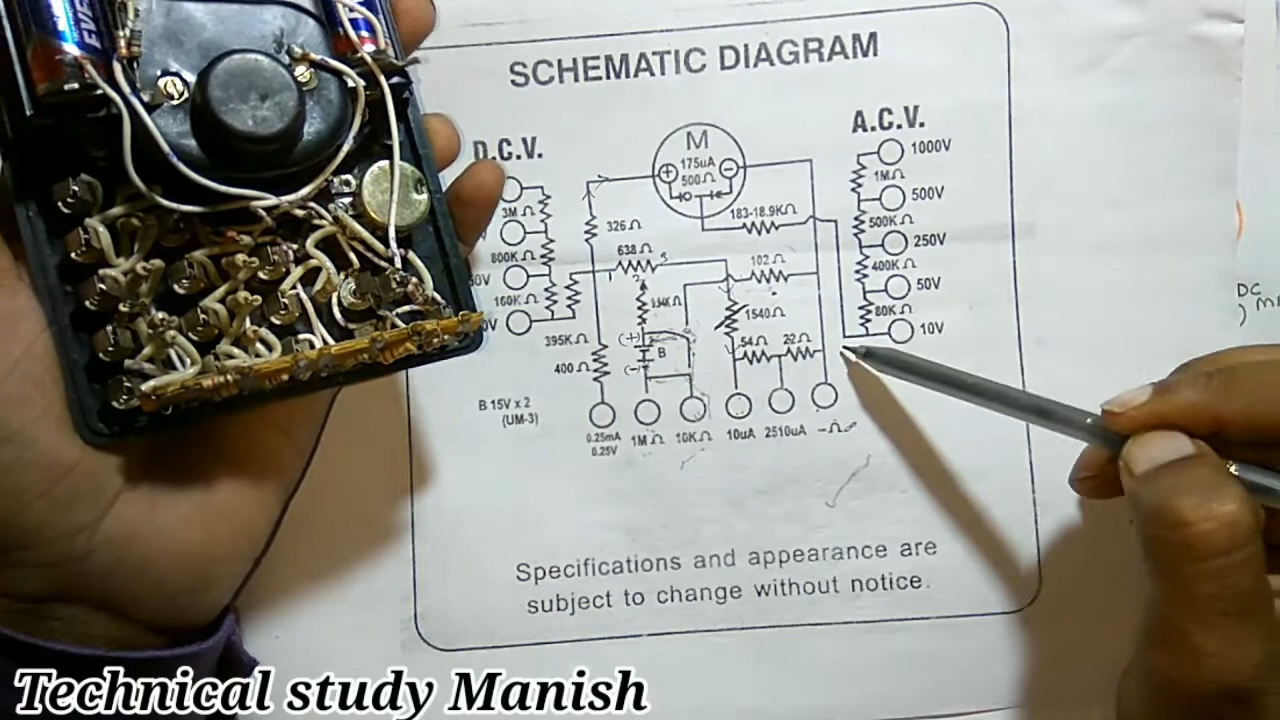 SCHEMATIC DIAGRAM
D.C.V.
A.C.V.
M
175uA
500Ω
1000V
1MΩ
500V
500KΩ
250V
400KΩ
50V
80KΩ
10V
3MΩ
800KΩ
160KΩ
326Ω
183-18.9KΩ
638Ω
102Ω
1540Ω
54Ω
22Ω
395KΩ
400Ω
(+)
B
(-)
B 15V x 2
(UM-3)
0.25mA
0.25V
1MΩ
10KΩ
10uA
2510uA
DC
Specifications and appearance are
subject to change without notice.
Technical study Manish